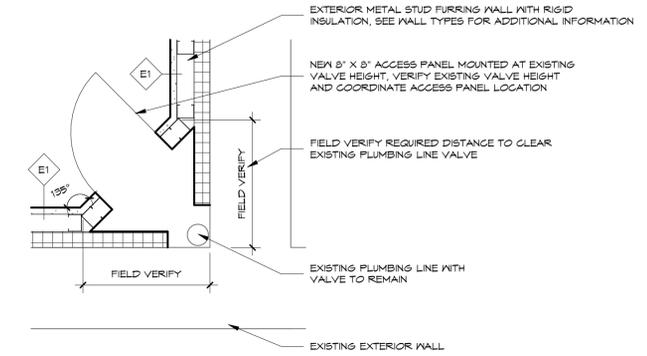 EXTERIOR METAL STUD FURRING WALL WITH RIGID
INSULATION, SEE WALL TYPES FOR ADDITIONAL INFORMATION
E1
NEW 8" X 8" ACCESS PANEL MOUNTED AT EXISTING
VALVE HEIGHT, VERIFY EXISTING VALVE HEIGHT
AND COORDINATE ACCESS PANEL LOCATION
FIELD VERIFY REQUIRED DISTANCE TO CLEAR
EXISTING PLUMBING LINE VALVE
E1
135°
FIELD VERIFY
FIELD VERIFY
EXISTING PLUMBING LINE WITH
VALVE TO REMAIN
EXISTING EXTERIOR WALL